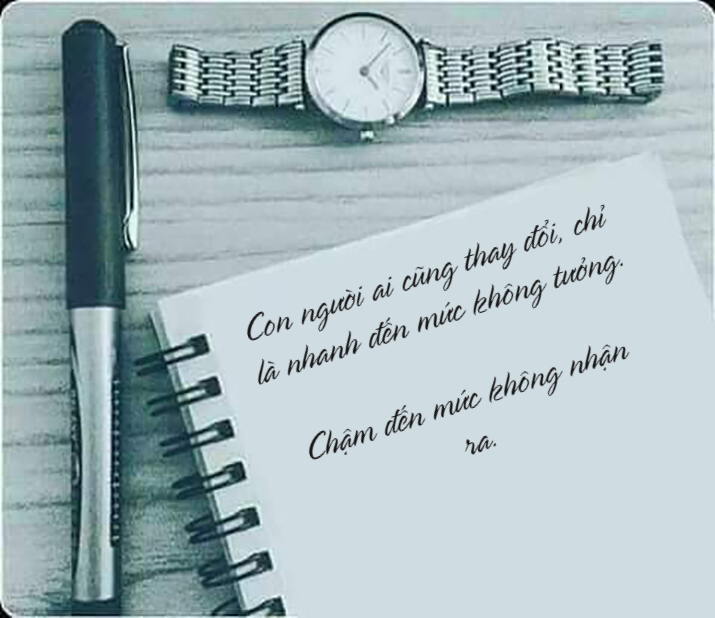 Con người ai cũng thay đổi, chỉ
là nhanh đến mức không tưởng.
Chậm đến mức không nhận
ra.